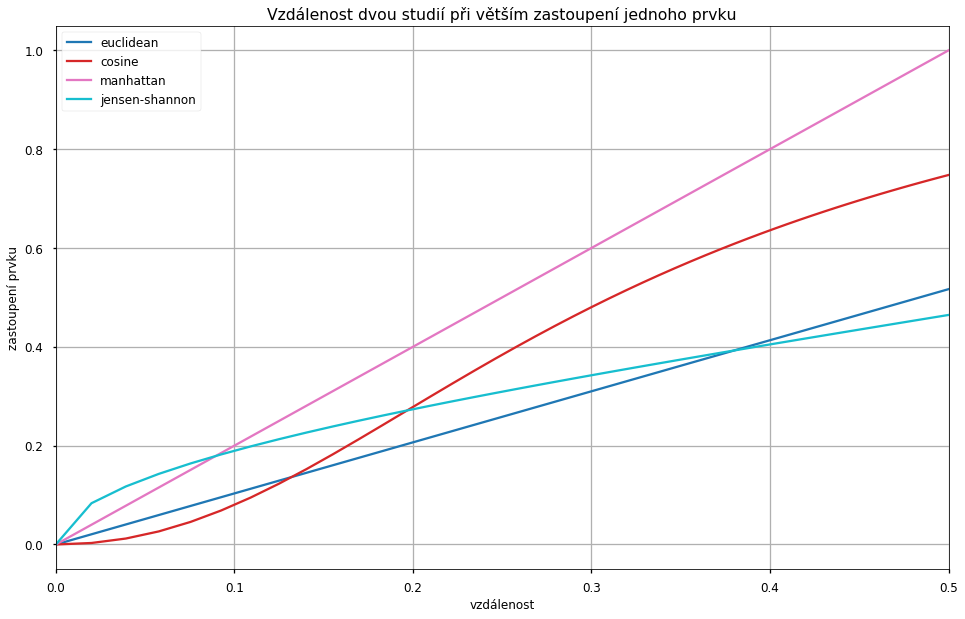 Vzdálenost dvou studií při větším zastoupení jednoho prvku
euclidean
cosine
manhattan
jensen-shannon
1.0
0.8
0.6
0.4
0.2
0.0
zastoupení prvku
0.0 0.1 0.2 0.3 0.4 0.5
vzdálenost